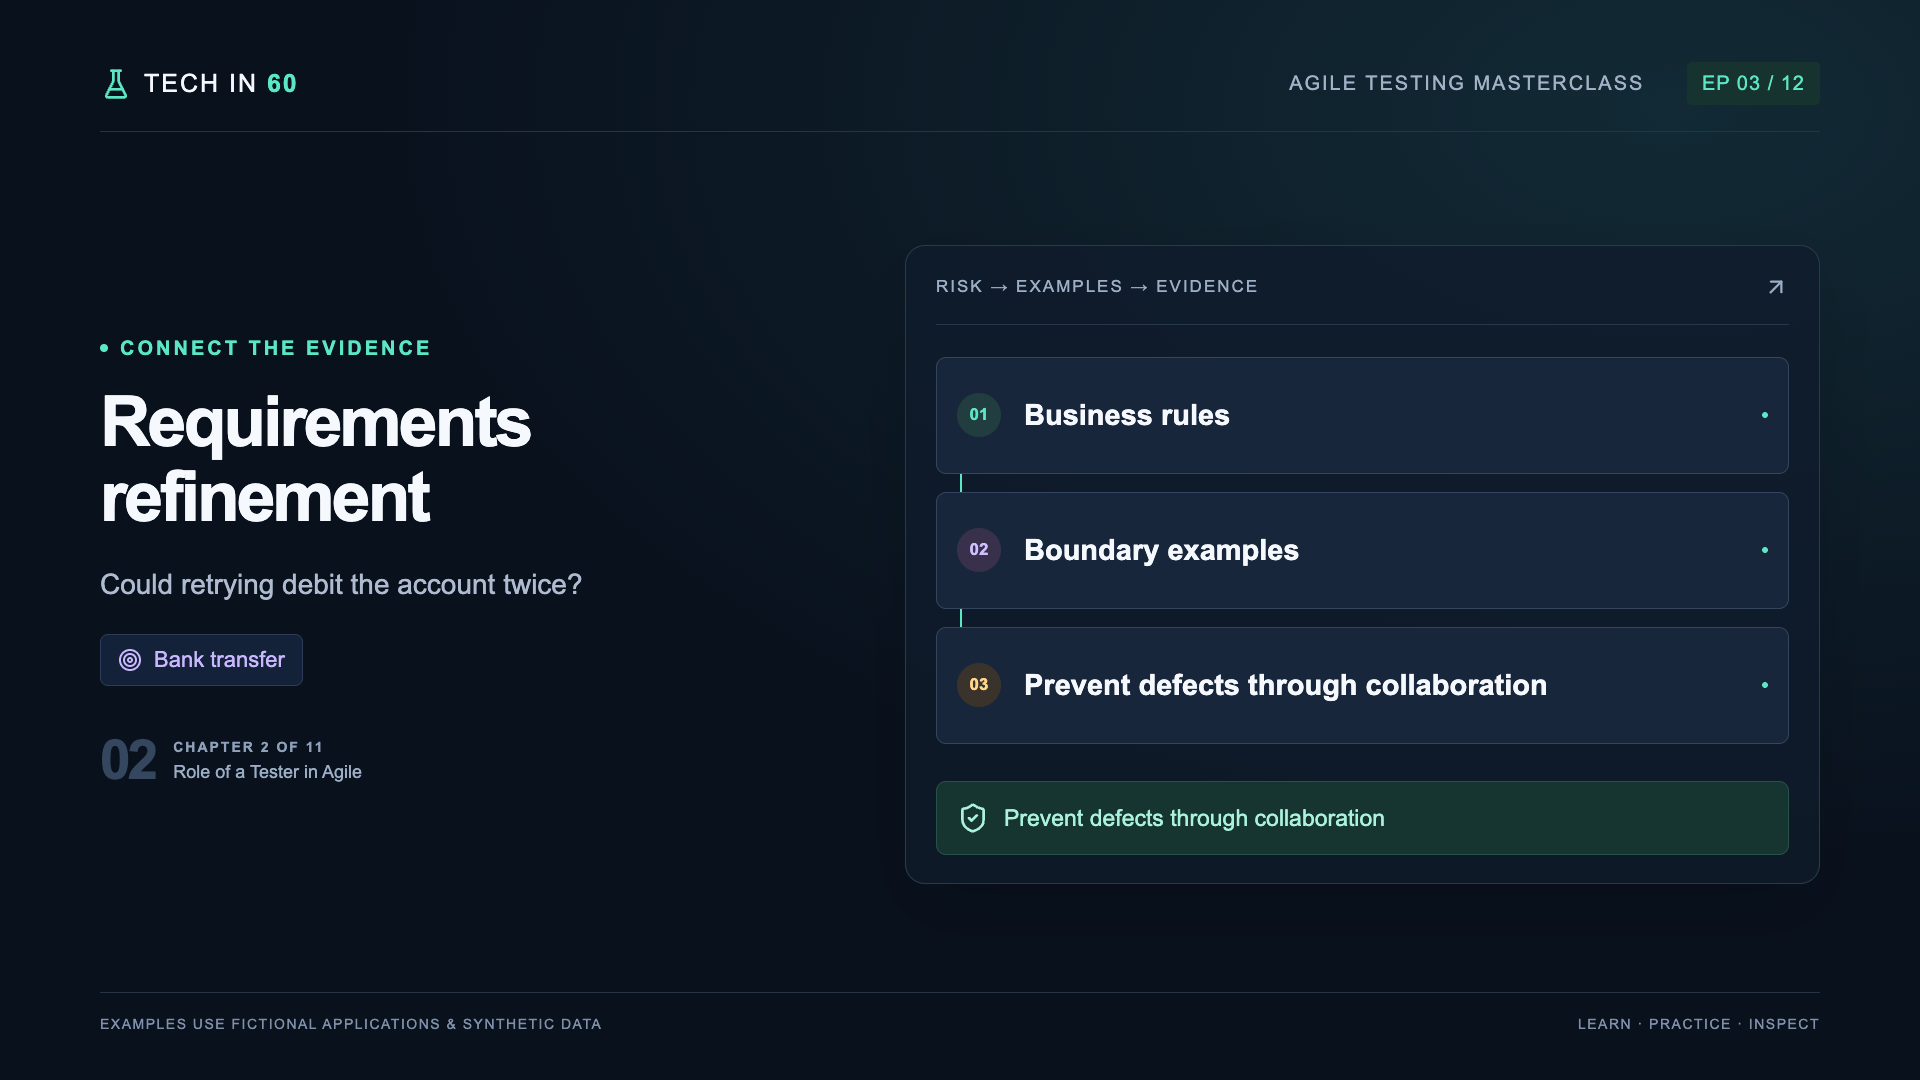 TECH IN 60
AGILE TESTING MASTERCLASS
EP 03 / 12
CONNECT THE EVIDENCE
Requirements
refinement
Could retrying debit the account twice?
Bank transfer
02
CHAPTER 2 OF 11
Role of a Tester in Agile
RISK → EXAMPLES → EVIDENCE
01 Business rules
02 Boundary examples
03 Prevent defects through collaboration
Prevent defects through collaboration
EXAMPLES USE FICTIONAL APPLICATIONS & SYNTHETIC DATA
LEARN · PRACTICE · INSPECT